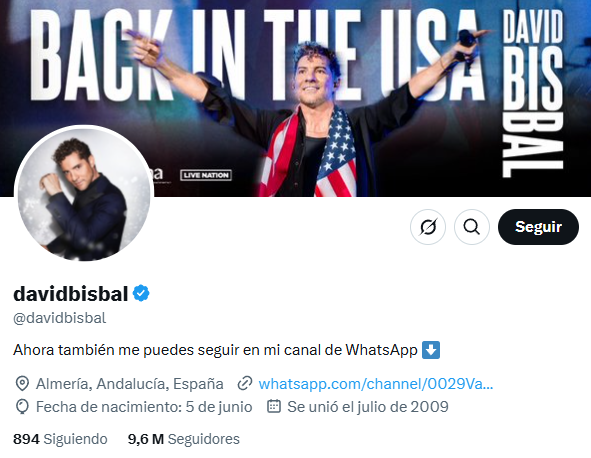 BACK IN THE USA
DAVID
BIS
BAL
LIVE NATION
Seguir
davidbisbal
@davidbisbal
Ahora también me puedes seguir en mi canal de WhatsApp
Almería, Andalucía, España whatsapp.com/channel/0029Va...
Fecha de nacimiento: 5 de junio Se unió el julio de 2009
894 Siguiendo 9,6 M Seguidores